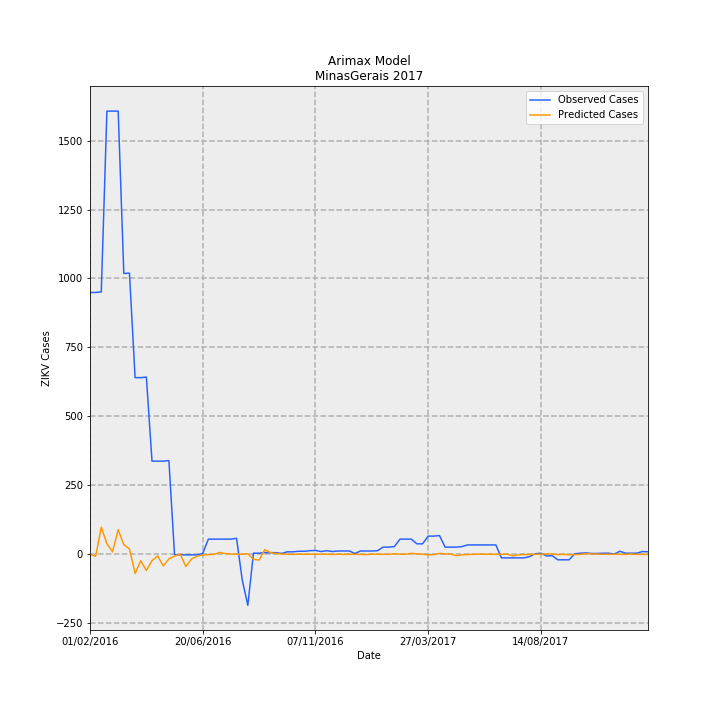 Arimax Model
MinasGerais 2017
Observed Cases
Predicted Cases
ZIKV Cases
1500
1250
1000
750
500
250
0
−250
01/02/2016
20/06/2016
07/11/2016
27/03/2017
14/08/2017
Date